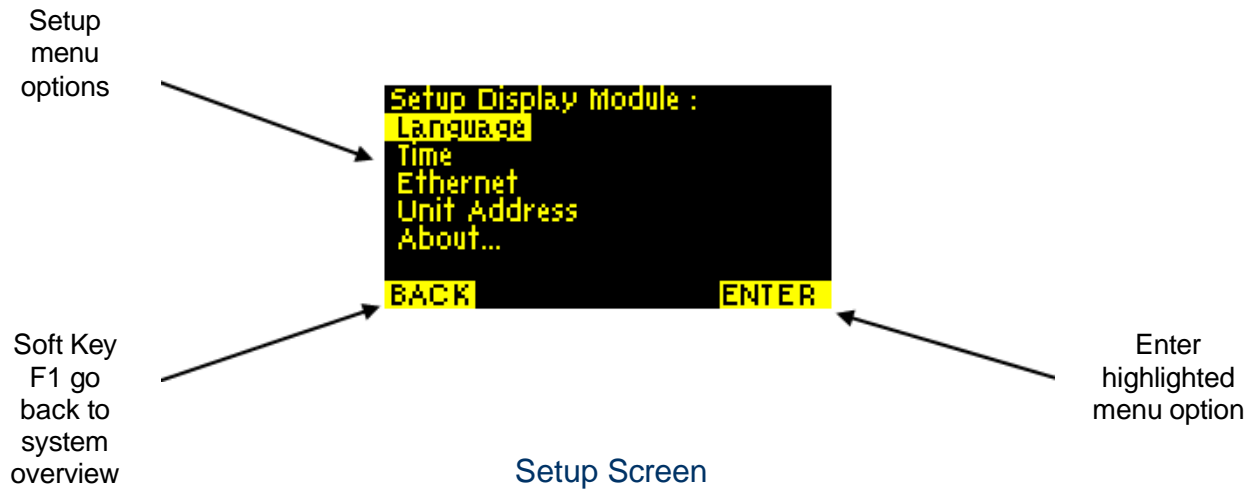 Setup
menu
options
Setup Display Module :
Language
Time
Ethernet
Unit Address
About...
BACK
ENTER
Soft Key
F1 go
back to
system
overview
Enter
highlighted
menu option
Setup Screen